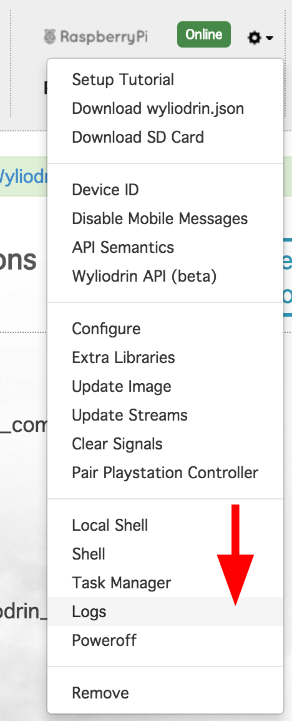 RaspberryPi
Online
Setup Tutorial
Download wyliodrin.json
Download SD Card
Device ID
Disable Mobile Messages
API Semantics
Wyliodrin API (beta)
ons
Configure
Extra Libraries
Update Image
Update Streams
Clear Signals
_com
Pair Playstation Controller
Local Shell
Shell
Task Manager
Logs
odrin_
Poweroff
Remove